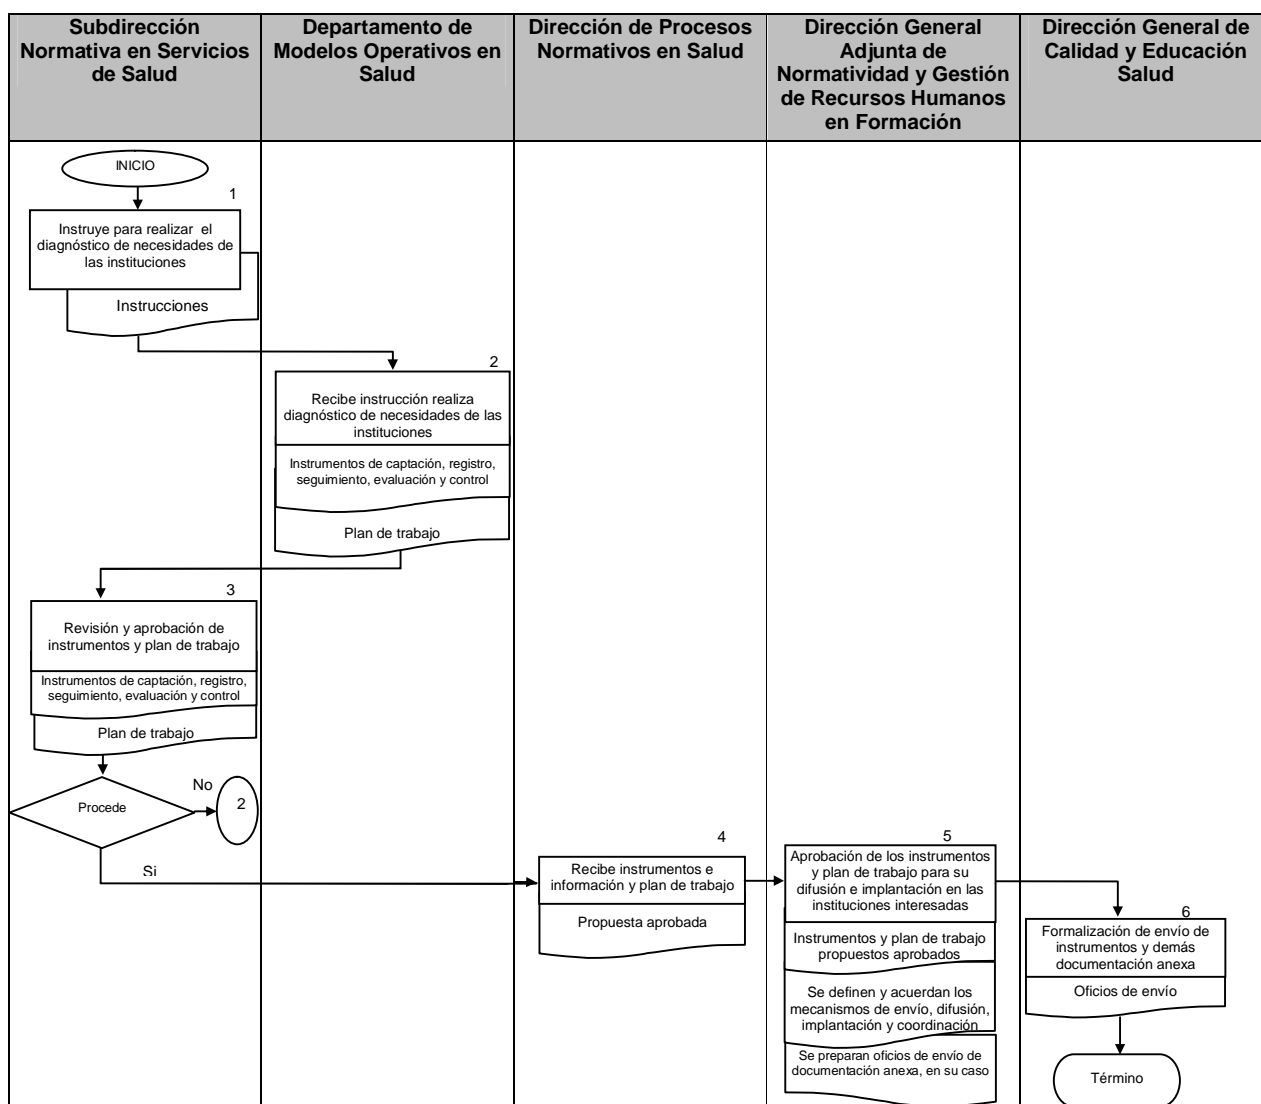 Subdirección
Normativa en Servicios
de Salud
Departamento de
Modelos Operativos en
Salud
Dirección de Procesos
Normativos en Salud
Dirección General
Adjunta de
Normatividad y Gestión
de Recursos Humanos
en Formación
Dirección General de
Calidad y Educación
Salud
INICIO
1
Instruye para realizar el
diagnóstico de necesidades de
las instituciones
Instrucciones
2
Recibe instrucción realiza
diagnóstico de necesidades de las
instituciones
Instrumentos de captación, registro,
seguimiento, evaluación y control
Plan de trabajo
3
Revisión y aprobación de
instrumentos y plan de trabajo
Instrumentos de captación, registro,
seguimiento, evaluación y control
Plan de trabajo
Procede
No
2
Si
4
Recibe instrumentos e
información y plan de trabajo
Propuesta aprobada
5
Aprobación de los instrumentos
y plan de trabajo para su
difusión e implantación en las
instituciones interesadas
Instrumentos y plan de trabajo
propuestos aprobados
Se definen y acuerdan los
mecanismos de envío, difusión,
implantación y coordinación
Se preparan oficios de envío de
documentación anexa, en su caso
6
Formalización de envío de
instrumentos y demás
documentación anexa
Oficios de envío
Término